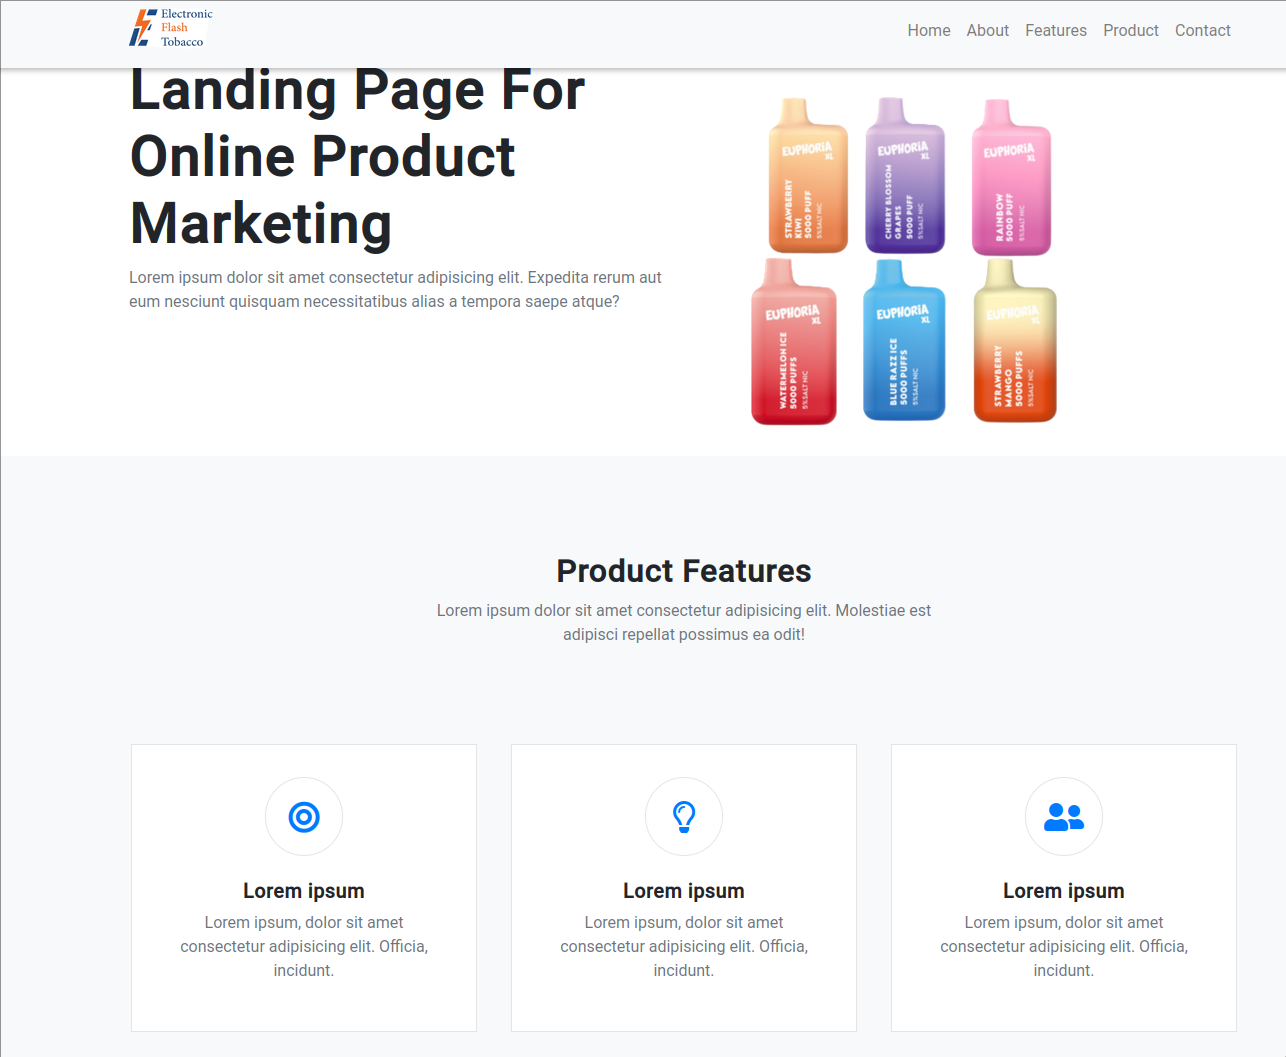 Electronic
Flash
Tobacco
Home About Features Product Contact
Landing Page For
Online Product
Marketing
Lorem ipsum dolor sit amet consectetur adipisicing elit. Expedita rerum aut
eum nesciunt quisquam necessitatibus alias a tempora saepe atque?
EUPHORIA
XL
STRAWBERRY
KIWI
5000 PUFF
5%SALT NIC
EUPHORIA
XL
CHERRY BLOSSOM
GRAPES
5000 PUFF
5%SALT NIC
EUPHORIA
XL
RAINBOW
5000 PUFF
5%SALT NIC
EUPHORIA
XL
WATERMELON ICE
5000 PUFFS
5%SALT NIC
EUPHORIA
XL
BLUE RAZZ ICE
5000 PUFFS
5%SALT NIC
EUPHORIA
XL
STRAWBERRY
MANGO
5000 PUFFS
5%SALT NIC
Product Features
Lorem ipsum dolor sit amet consectetur adipisicing elit. Molestiae est
adipisci repellat possimus ea odit!
Lorem ipsum
Lorem ipsum, dolor sit amet
consectetur adipisicing elit. Officia,
incidunt.
Lorem ipsum
Lorem ipsum, dolor sit amet
consectetur adipisicing elit. Officia,
incidunt.
Lorem ipsum
Lorem ipsum, dolor sit amet
consectetur adipisicing elit. Officia,
incidunt.